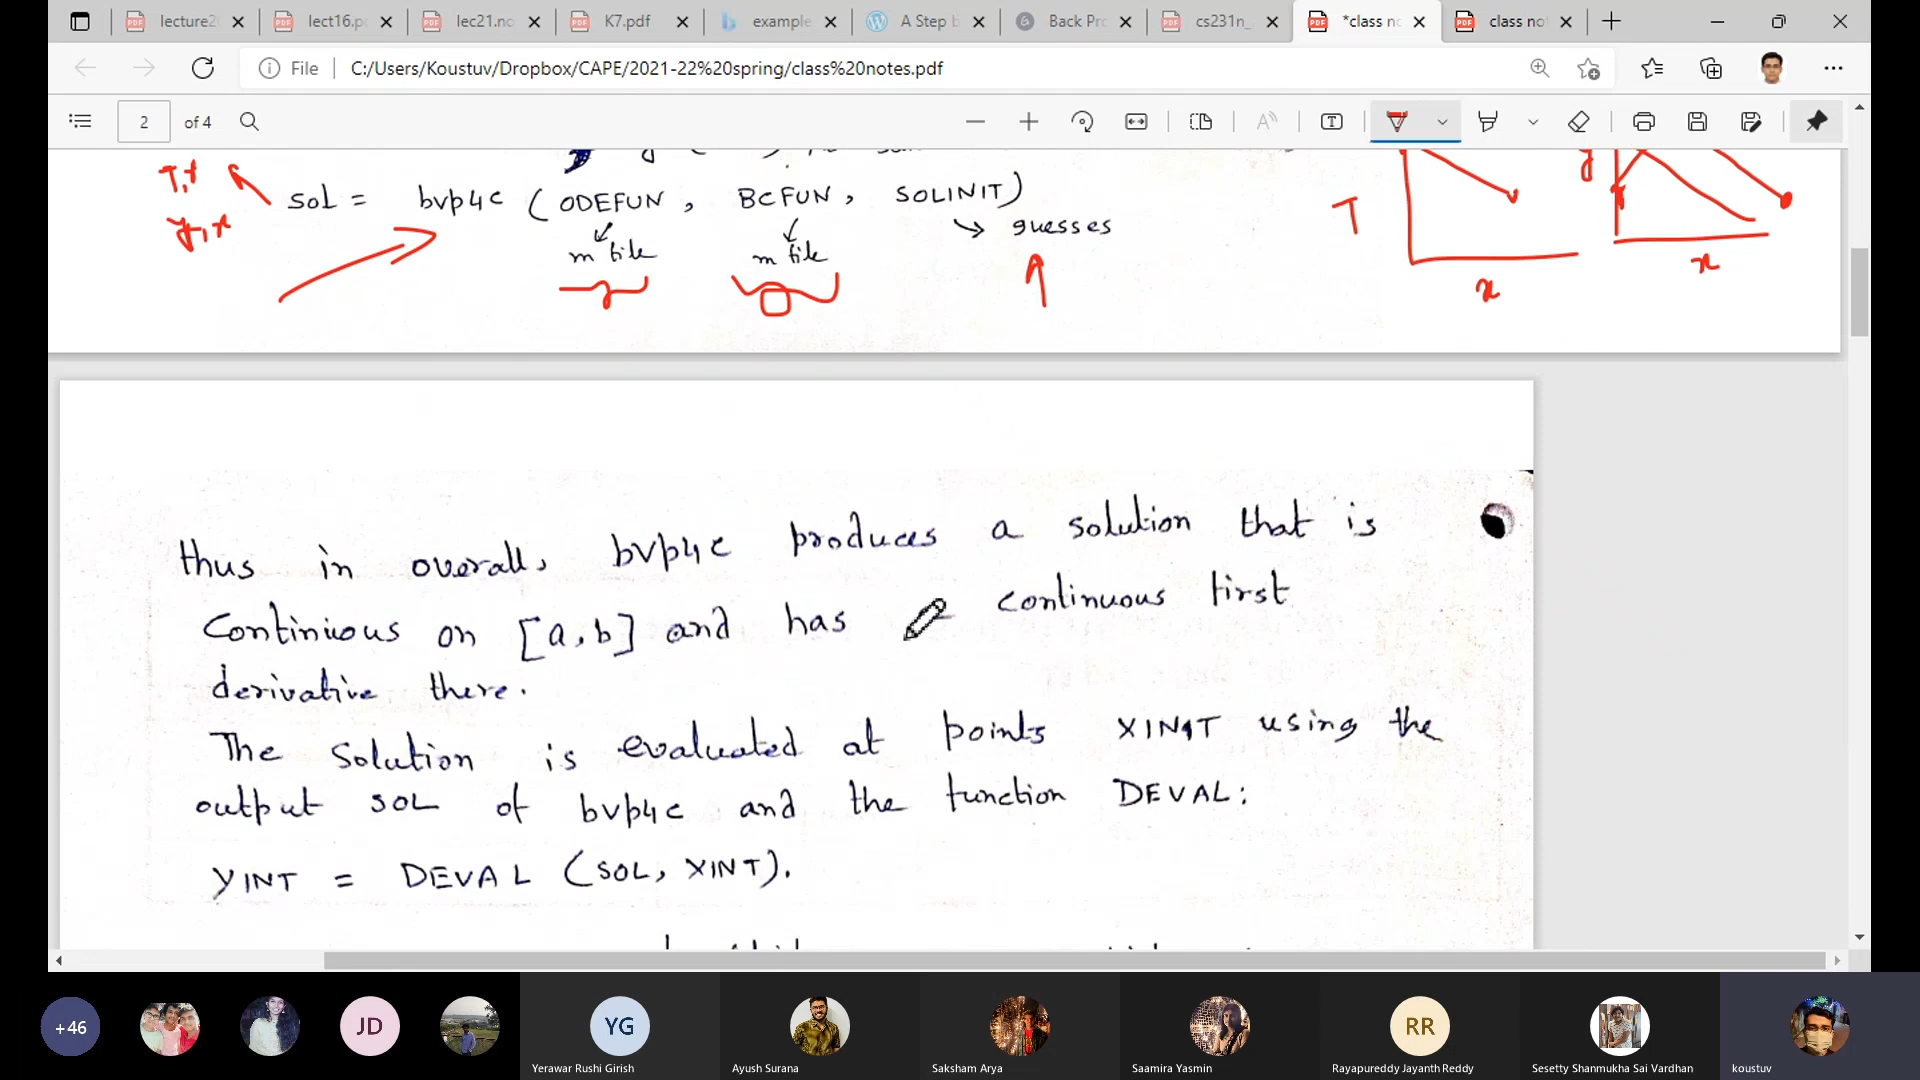 lecture2
lect16.p
lec21.no
K7.pdf
example
A Step b
Back Pro
cs231n_
*class no
class not
File
C:/Users/Koustuv/Dropbox/CAPE/2021-22%20spring/class%20notes.pdf
2 of 4
T, x
y, x
sol = bvp4c (ODEFUN, BCFUN, SOLINIT)
m file
m file
guesses
T
x
y
x
thus in overall, bvp4c produces a solution that is
continuous on [a, b] and has continuous first
derivative there.
The solution is evaluated at points XINT using the
output SOL of bvp4c and the function DEVAL:
YINT = DEVAL (SOL, XINT).
+46
JD
YG
RR
Yerawar Rushi Girish
Ayush Surana
Saksham Arya
Saamira Yasmin
Rayapureddy Jayanth Reddy
Sesetty Shanmukha Sai Vardhan
koustuv